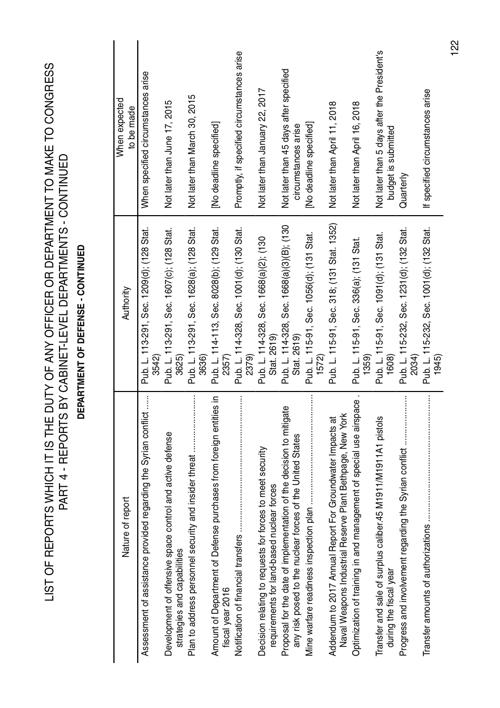 LIST OF REPORTS WHICH IT IS THE DUTY OF ANY OFFICER OR DEPARTMENT TO MAKE TO CONGRESS
PART 4 - REPORTS BY CABINET-LEVEL DEPARTMENTS - CONTINUED
DEPARTMENT OF DEFENSE - CONTINUED
Nature of report Authority When expected
to be made
Assessment of assistance provided regarding the Syrian conflict ..... Pub. L. 113-291, Sec. 1209(d); (128 Stat. When specified circumstances arise
3542)
Development of offensive space control and active defense Pub. L. 113-291, Sec. 1607(c); (128 Stat. Not later than June 17, 2015
strategies and capabilities 3625)
Plan to address personnel security and insider threat ..................... Pub. L. 113-291, Sec. 1628(a); (128 Stat. Not later than March 30, 2015
3636)
Amount of Department of Defense purchases from foreign entities in Pub. L. 114-113, Sec. 8028(b); (129 Stat. [No deadline specified]
fiscal year 2016 2357)
Notification of financial transfers ..................................................... Pub. L. 114-328, Sec. 1001(d); (130 Stat. Promptly, if specified circumstances arise
2379)
Decision relating to requests for forces to meet security Pub. L. 114-328, Sec. 1668(a)(2); (130 Not later than January 22, 2017
requirements for land-based nuclear forces Stat. 2619)
Proposal for the date of implementation of the decision to mitigate Pub. L. 114-328, Sec. 1668(a)(3)(B); (130 Not later than 45 days after specified
any risk posed to the nuclear forces of the United States Stat. 2619) circumstances arise
Mine warfare readiness inspection plan .......................................... Pub. L. 115-91, Sec. 1056(d); (131 Stat. [No deadline specified]
1572)
Addendum to 2017 Annual Report For Groundwater Impacts at Pub. L. 115-91, Sec. 318; (131 Stat. 1352) Not later than April 11, 2018
Naval Weapons Industrial Reserve Plant Bethpage, New York
Optimization of training in and management of special use airspace . Pub. L. 115-91, Sec. 336(a); (131 Stat. Not later than April 16, 2018
1359)
Transfer and sale of surplus caliber.45 M1911/M1911A1 pistols Pub. L. 115-91, Sec. 1091(d); (131 Stat. Not later than 5 days after the President's
during the fiscal year 1608) budget is submitted
Progress and involvement regarding the Syrian conflict .................. Pub. L. 115-232, Sec. 1231(d); (132 Stat. Quarterly
2034)
Transfer amounts of authorizations ................................................. Pub. L. 115-232, Sec. 1001(d); (132 Stat. If specified circumstances arise
1945)
122